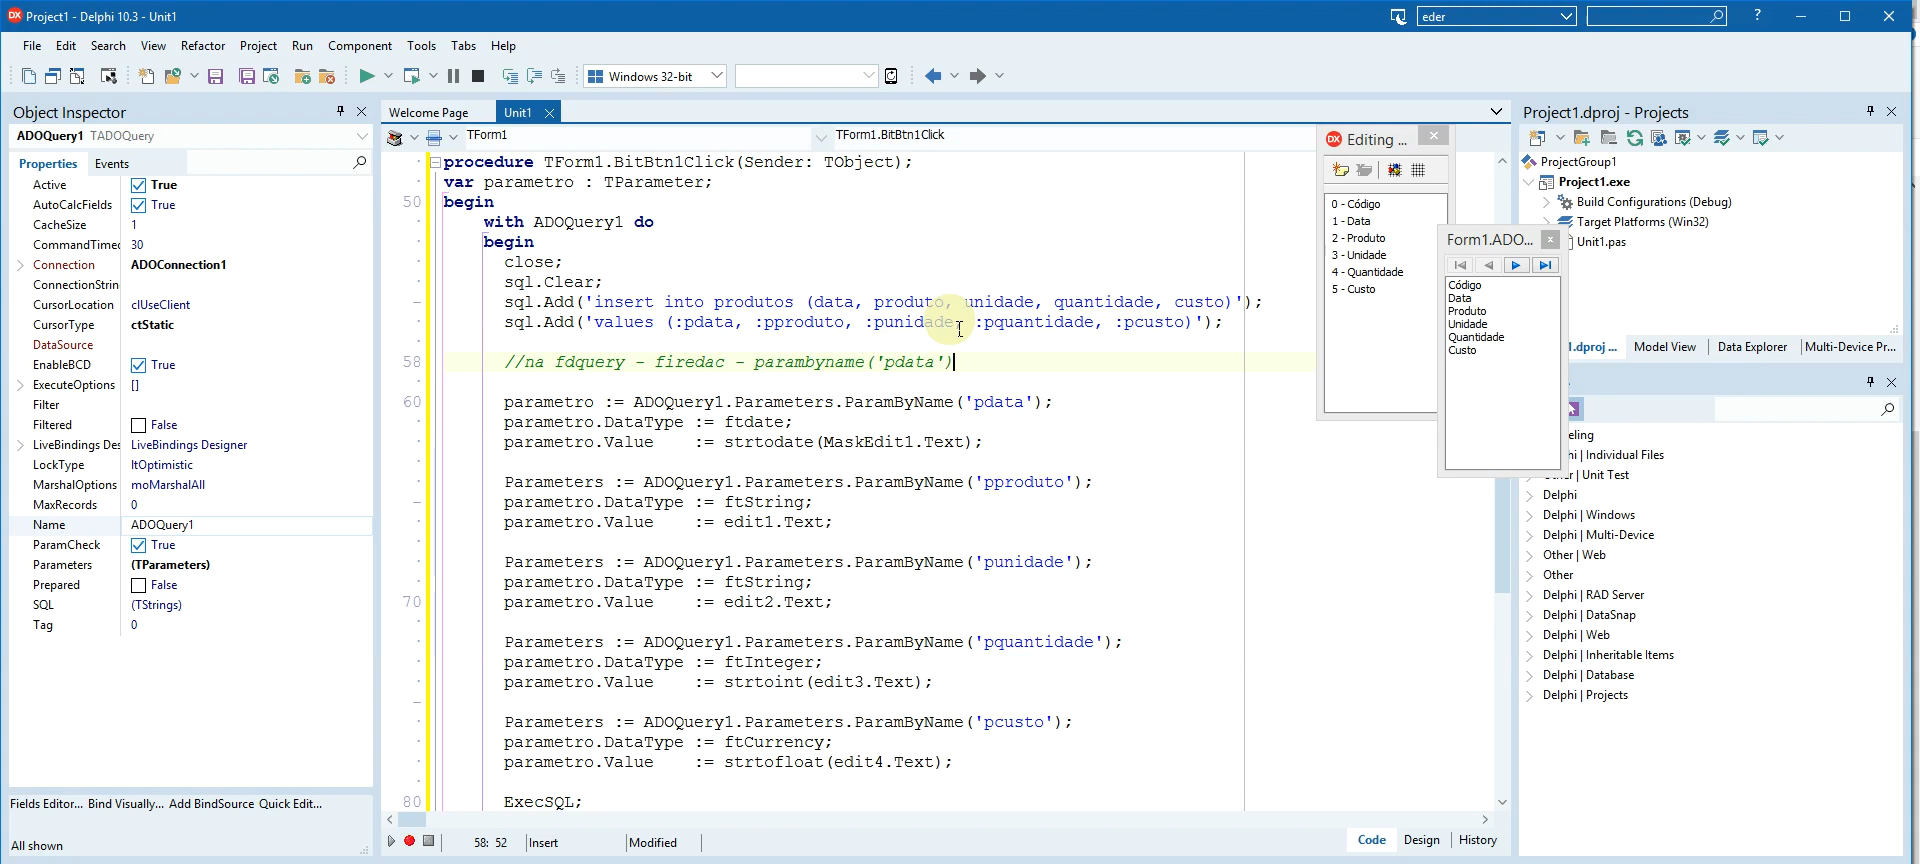 Project1 - Delphi 10.3 - Unit1
eder
?
File Edit Search View Refactor Project Run Component Tools Tabs Help
Windows 32-bit
Object Inspector
ADOQuery1 TADOQuery
Properties Events
Active True
AutoCalcFields True
CacheSize 1
CommandTimec 30
Connection ADOConnection1
ConnectionStrin
CursorLocation clUseClient
CursorType ctStatic
DataSource
EnableBCD True
ExecuteOptions []
Filter
Filtered False
LiveBindings Des LiveBindings Designer
LockType ltOptimistic
MarshalOptions moMarshalAll
MaxRecords 0
Name ADOQuery1
ParamCheck True
Parameters (TParameters)
Prepared False
SQL (TStrings)
Tag 0
Fields Editor... Bind Visually... Add BindSource Quick Edit...
All shown
Welcome Page Unit1
TForm1 TForm1.BitBtn1Click
procedure TForm1.BitBtn1Click(Sender: TObject);
var parametro : TParameter;
50 begin
with ADOQuery1 do
begin
close;
sql.Clear;
sql.Add('insert into produtos (data, produto, unidade, quantidade, custo)');
sql.Add('values (:pdata, :pproduto, :punidade, :pquantidade, :pcusto)');
58 //na fdquery - firedac - parambyname('pdata')
60 parametro := ADOQuery1.Parameters.ParamByName('pdata');
parametro.DataType := ftdate;
parametro.Value := strtodate(MaskEdit1.Text);
Parameters := ADOQuery1.Parameters.ParamByName('pproduto');
parametro.DataType := ftString;
parametro.Value := edit1.Text;
Parameters := ADOQuery1.Parameters.ParamByName('punidade');
parametro.DataType := ftString;
70 parametro.Value := edit2.Text;
Parameters := ADOQuery1.Parameters.ParamByName('pquantidade');
parametro.DataType := ftInteger;
parametro.Value := strtoint(edit3.Text);
Parameters := ADOQuery1.Parameters.ParamByName('pcusto');
parametro.DataType := ftCurrency;
parametro.Value := strtofloat(edit4.Text);
80 ExecSQL;
58: 52 Insert Modified
Code Design History
Editing ...
0 - Código
1 - Data
2 - Produto
3 - Unidade
4 - Quantidade
5 - Custo
Form1.ADO...
Código
Data
Produto
Unidade
Quantidade
Custo
Project1.dproj - Projects
ProjectGroup1
Project1.exe
Build Configurations (Debug)
Target Platforms (Win32)
Unit1.pas
.dproj ... Model View Data Explorer Multi-Device Pr...
eling
hi | Individual Files
r | Unit Test
Delphi
Delphi | Windows
Delphi | Multi-Device
Other | Web
Other
Delphi | RAD Server
Delphi | DataSnap
Delphi | Web
Delphi | Inheritable Items
Delphi | Database
Delphi | Projects